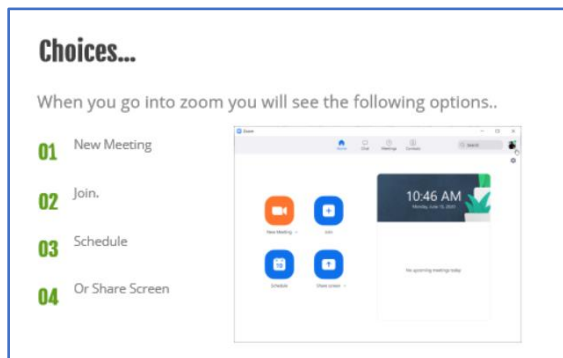 Choices...
When you go into zoom you will see the following options..
01 New Meeting
02 Join.
03 Schedule
04 Or Share Screen
Zoom
Home Chat Meetings Contacts Search
10:46 AM
New Meeting Join
No upcoming meetings today
Schedule Share screen